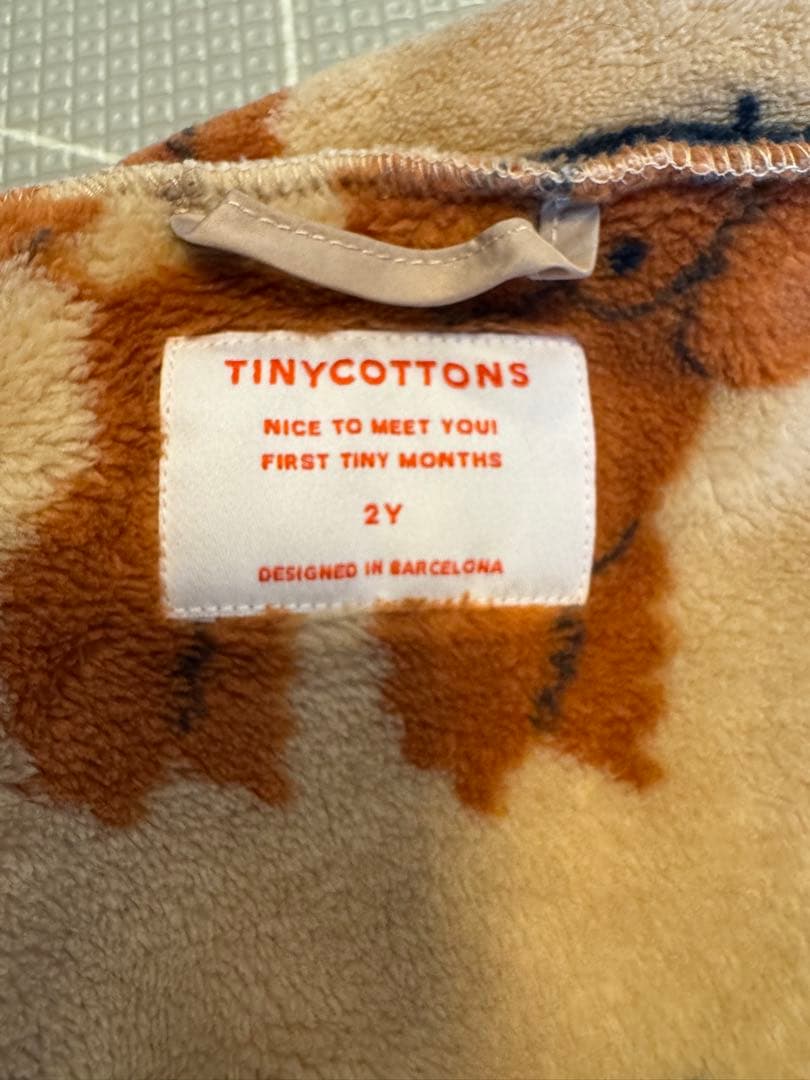 TINYCOTTONS
NICE TO MEET YOU!
FIRST TINY MONTHS
2Y
DESIGNED IN BARCELONA